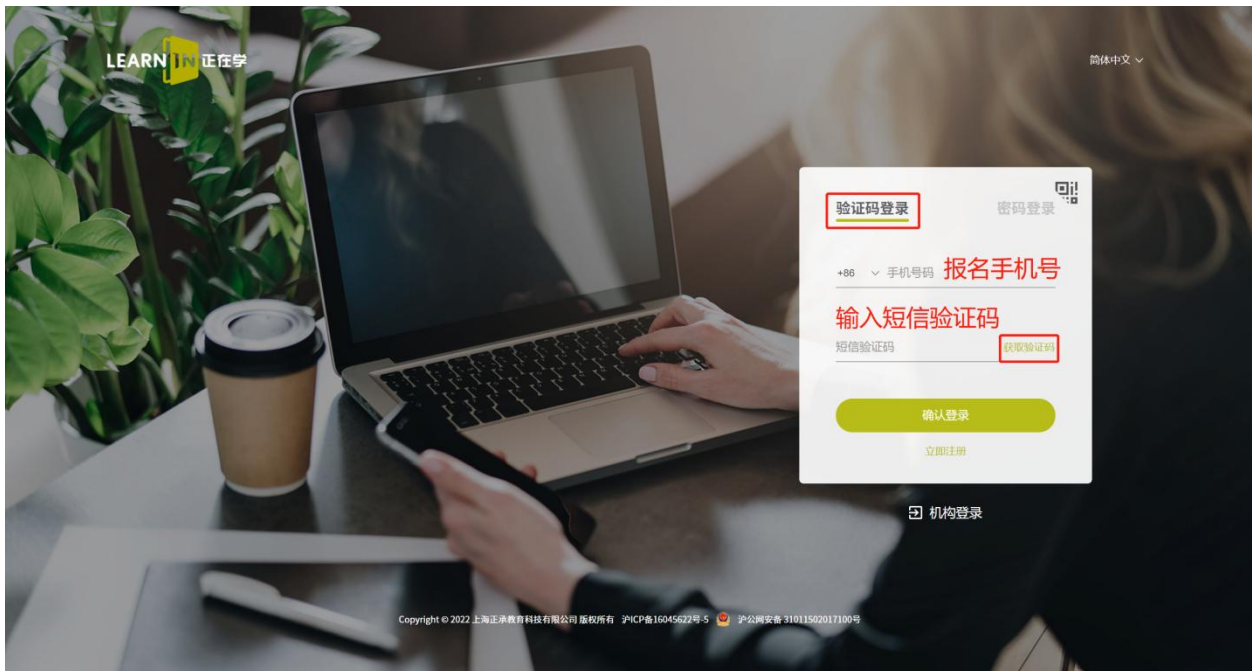 LEARN IN 正在学
简体中文
验证码登录 密码登录
+86 手机号码 报名手机号
输入短信验证码
短信验证码 获取验证码
确认登录
立即注册
机构登录
Copyright © 2022 上海正承教育科技有限公司 版权所有 沪ICP备16045622号-5 沪公网安备 31011502017100号